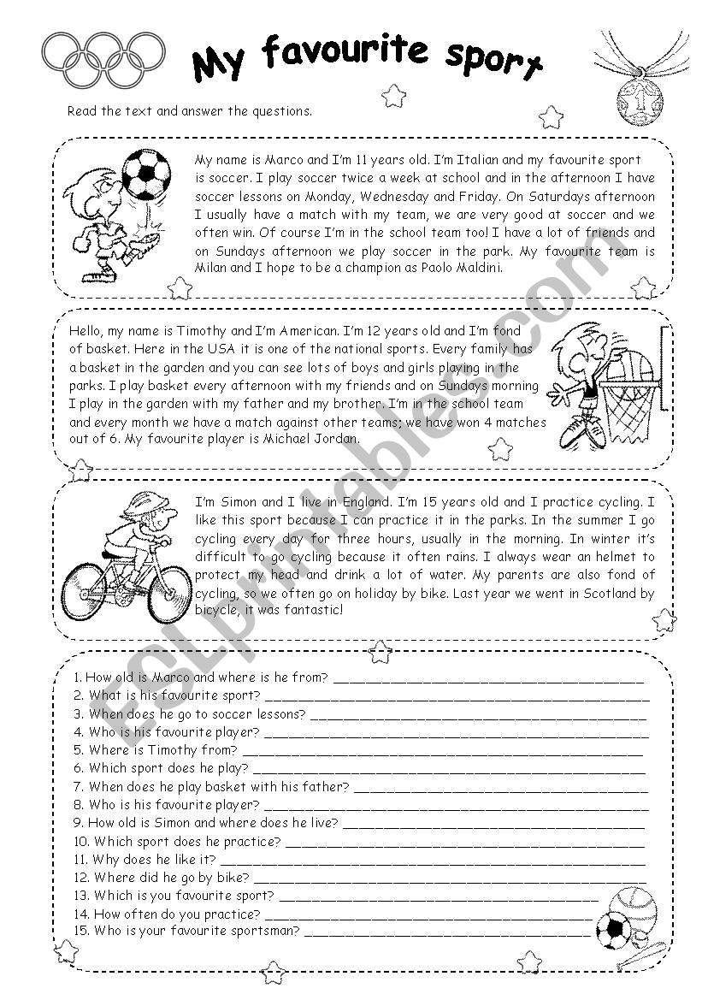 My favourite sport
Read the text and answer the questions.
My name is Marco and I'm 11 years old. I'm Italian and my favourite sport
is soccer. I play soccer twice a week at school and in the afternoon I have
soccer lessons on Monday, Wednesday and Friday. On Saturdays afternoon
I usually have a match with my team, we are very good at soccer and we
often win. Of course I'm in the school team too! I have a lot of friends and
on Sundays afternoon we play soccer in the park. My favourite team is
Milan and I hope to be a champion as Paolo Maldini.
Hello, my name is Timothy and I'm American. I'm 12 years old and I'm fond
of basket. Here in the USA it is one of the national sports. Every family has
a basket in the garden and you can see lots of boys and girls playing in the
parks. I play basket every afternoon with my friends and on Sundays morning
I play in the garden with my father and my brother. I'm in the school team
and every month we have a match against other teams; we have won 4 matches
out of 6. My favourite player is Michael Jordan.
I'm Simon and I live in England. I'm 15 years old and I practice cycling. I
like this sport because I can practice it in the parks. In the summer I go
cycling every day for three hours, usually in the morning. In winter it's
difficult to go cycling because it often rains. I always wear an helmet to
protect my head and drink a lot of water. My parents are also fond of
cycling, so we often go on holiday by bike. Last year we went in Scotland by
bicycle, it was fantastic!
1. How old is Marco and where is he from? ____________________
2. What is his favourite sport? ____________________
3. When does he go to soccer lessons? ____________________
4. Who is his favourite player? ____________________
5. Where is Timothy from? ____________________
6. Which sport does he play? ____________________
7. When does he play basket with his father? ____________________
8. Who is his favourite player? ____________________
9. How old is Simon and where does he live? ____________________
10. Which sport does he practice? ____________________
11. Why does he like it? ____________________
12. Where did he go by bike? ____________________
13. Which is you favourite sport? ____________________
14. How often do you practice? ____________________
15. Who is your favourite sportsman? ____________________
1
ESLprintables.com